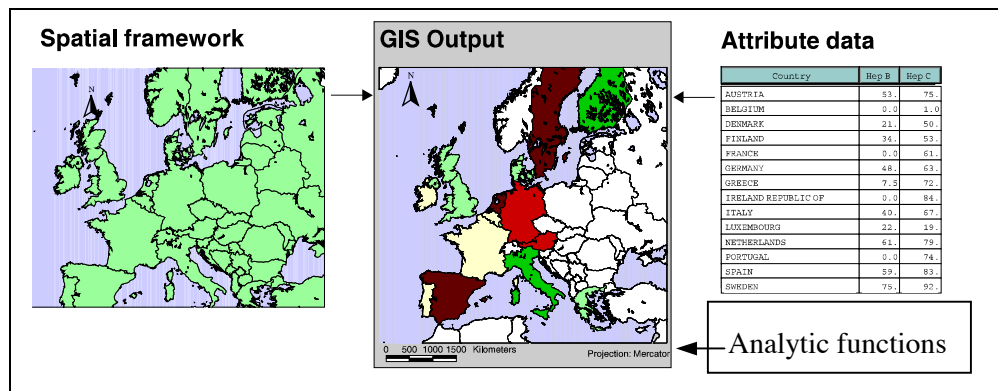 Spatial framework
GIS Output
Attribute data
N
N
Country Hep B Hep C
AUSTRIA 53. 75.
BELGIUM 0.0 1.0
DENMARK 21. 50.
FINLAND 34. 53.
FRANCE 0.0 61.
GERMANY 48. 63.
GREECE 7.5 72.
IRELAND REPUBLIC OF 0.0 84.
ITALY 40. 67.
LUXEMBOURG 22. 19.
NETHERLANDS 61. 79.
PORTUGAL 0.0 74.
SPAIN 59. 83.
SWEDEN 75. 92.
0 500 1000 1500 Kilometers
Projection: Mercator
Analytic functions